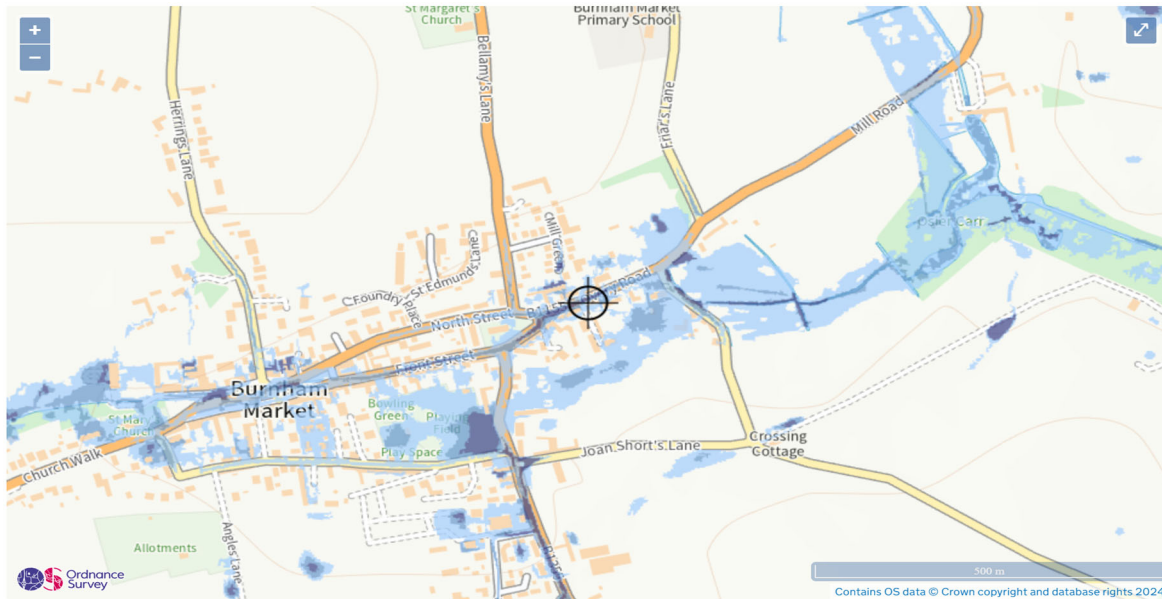 St Margaret's
Church
Burnham Market
Primary School
+
−
Bellamy's Lane
Herrings Lane
Friar's Lane
Mill Road
Osier Carr
Mill Green
St Edmund's
Lane
Foundry Place
North Street
Road
Front Street
Burnham
Market
St Mar
Church
Church Walk
Bowling
Green
Playing
Field
Play Space
Joan Short's Lane
Crossing
Cottage
Allotments
Angles Lane
Ordnance
Survey
500 m
Contains OS data © Crown copyright and database rights 2024